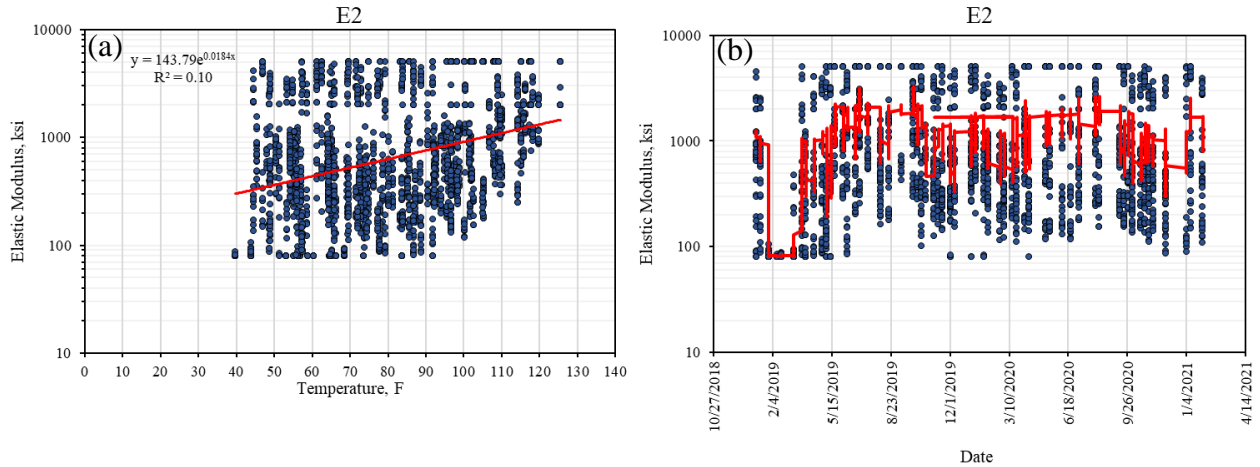 E2
(a)
y = 143.79e^0.0184x
R² = 0.10
Elastic Modulus, ksi
10000
1000
100
10
0 10 20 30 40 50 60 70 80 90 100 110 120 130 140
Temperature, F
E2
(b)
Elastic Modulus, ksi
10000
1000
100
10
10/27/2018
2/4/2019
5/15/2019
8/23/2019
12/1/2019
3/10/2020
6/18/2020
9/26/2020
1/4/2021
4/14/2021
Date